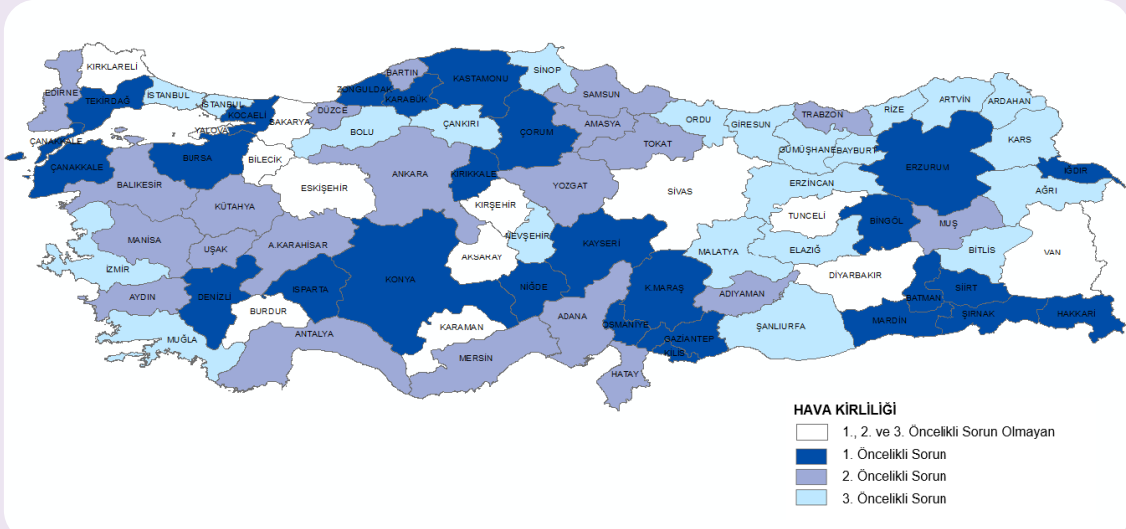 KIRKLARELİ
EDİRNE
TEKİRDAĞ
İSTANBUL
İSTANBUL
KOCAELİ
YALOVA
SAKARYA
DÜZCE
ZONGULDAK
BARTIN
KARABÜK
KASTAMONU
SİNOP
SAMSUN
ORDU
GİRESUN
TRABZON
RİZE
ARTVİN
ARDAHAN
KARS
ÇANAKKALE
ÇANAKKALE
BURSA
BİLECİK
BOLU
ÇANKIRI
ÇORUM
AMASYA
TOKAT
GÜMÜŞHANE
BAYBURT
ERZURUM
IĞDIR
AĞRI
BALIKESİR
KÜTAHYA
ESKİŞEHİR
ANKARA
KIRIKKALE
YOZGAT
SİVAS
ERZİNCAN
TUNCELİ
BİNGÖL
MUŞ
BİTLİS
VAN
MANİSA
UŞAK
A.KARAHİSAR
KIRŞEHİR
NEVŞEHİR
AKSARAY
KAYSERİ
MALATYA
ELAZIĞ
DİYARBAKIR
İZMİR
AYDIN
DENİZLİ
ISPARTA
KONYA
NİĞDE
K.MARAŞ
ADIYAMAN
BATMAN
SİİRT
MUĞLA
BURDUR
ANTALYA
KARAMAN
MERSİN
ADANA
OSMANİYE
GAZİANTEP
KİLİS
HATAY
ŞANLIURFA
MARDİN
ŞIRNAK
HAKKARİ
HAVA KİRLİLİĞİ
1., 2. ve 3. Öncelikli Sorun Olmayan
1. Öncelikli Sorun
2. Öncelikli Sorun
3. Öncelikli Sorun